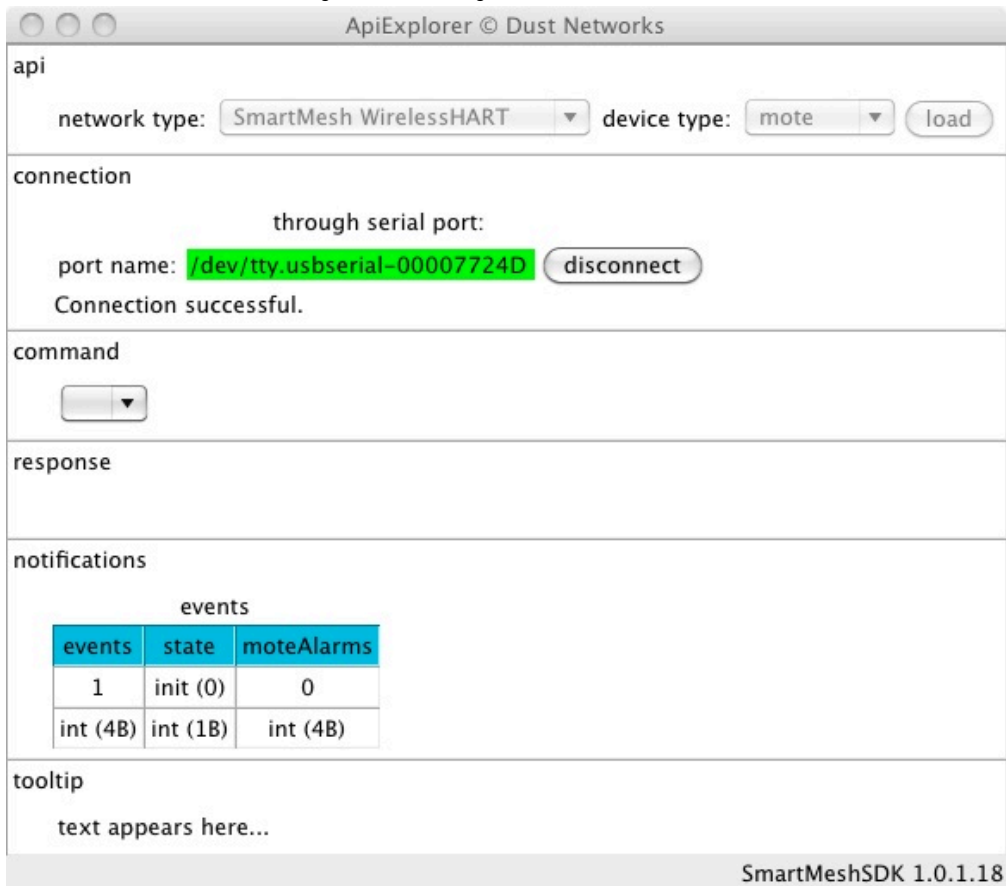 ApiExplorer © Dust Networks
api
network type: SmartMesh WirelessHART device type: mote load
connection
through serial port:
port name: /dev/tty.usbserial-00007724D disconnect
Connection successful.
command
response
notifications
events
events state moteAlarms
1 init (0) 0
int (4B) int (1B) int (4B)
tooltip
text appears here...
SmartMeshSDK 1.0.1.18